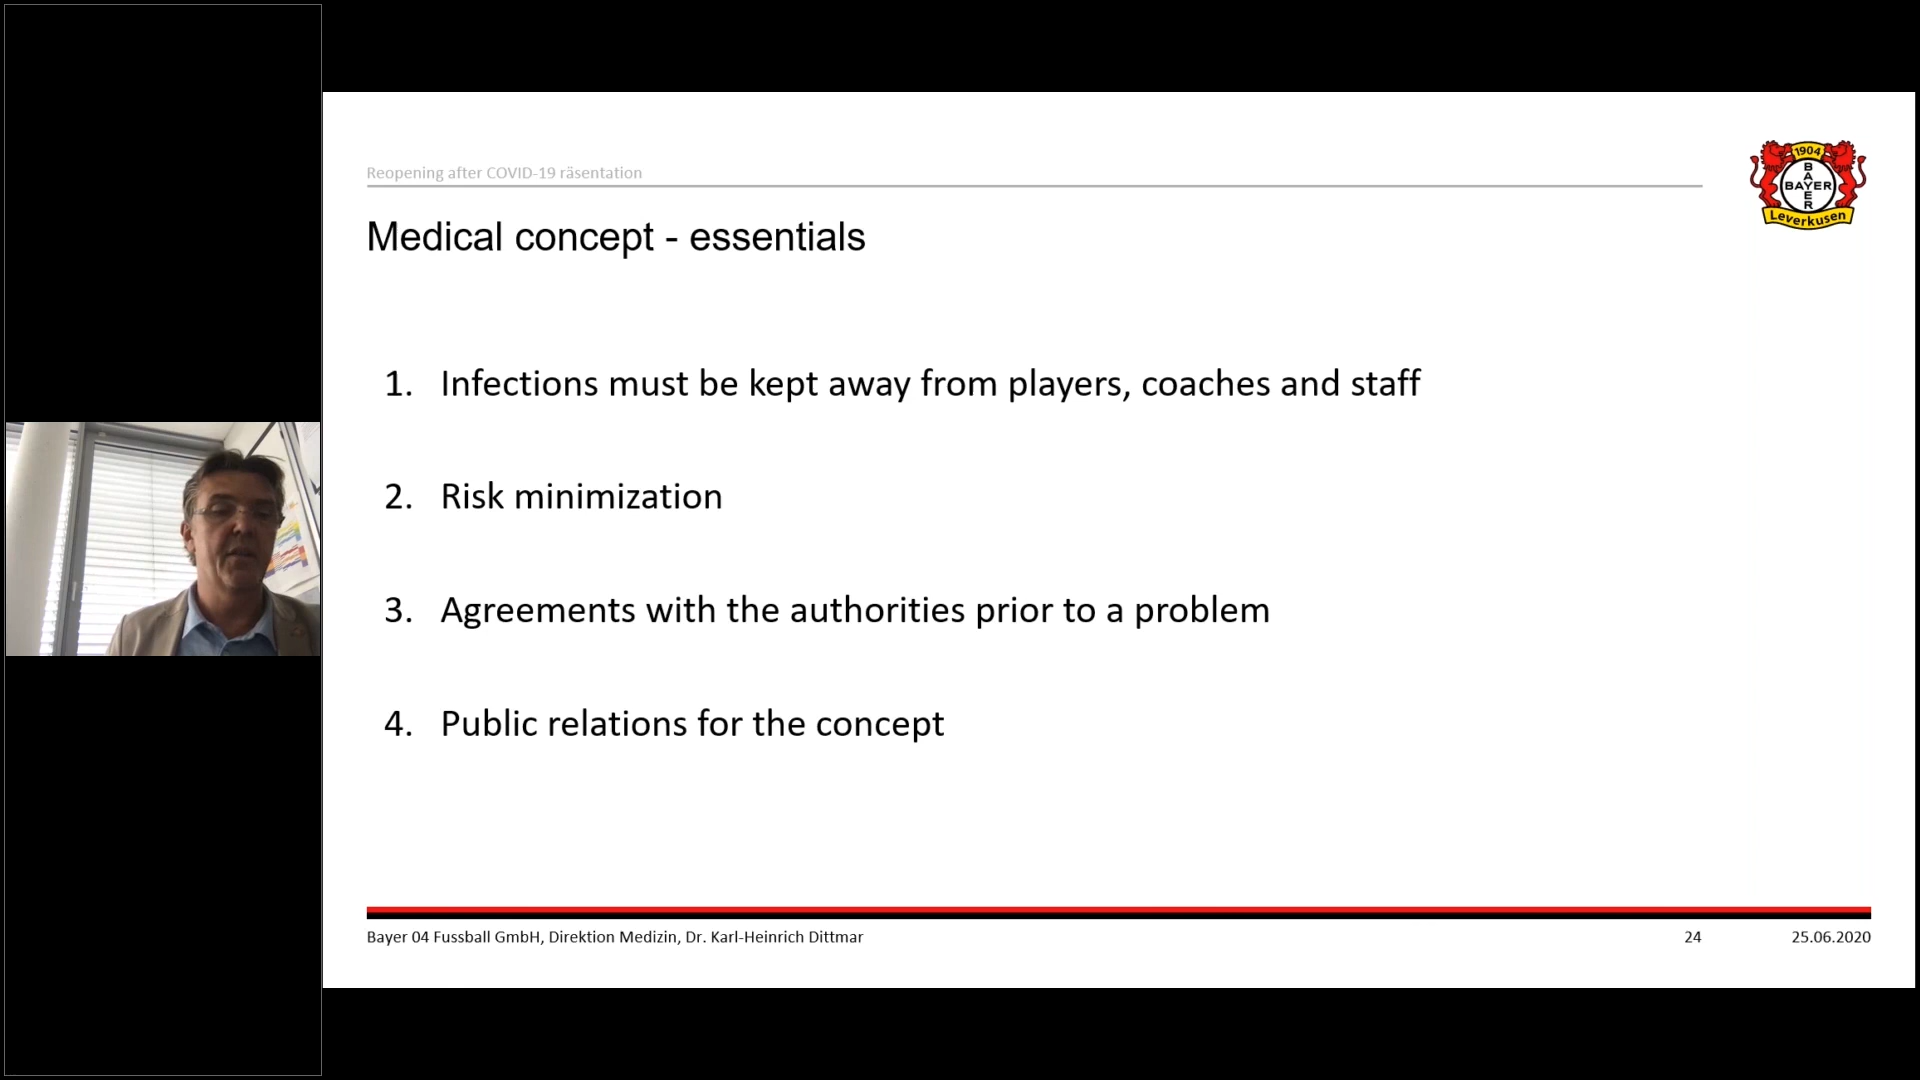 Reopening after COVID-19 räsentation
1904
BAYER
BAYER
Leverkusen
Medical concept - essentials
1. Infections must be kept away from players, coaches and staff
2. Risk minimization
3. Agreements with the authorities prior to a problem
4. Public relations for the concept
Bayer 04 Fussball GmbH, Direktion Medizin, Dr. Karl-Heinrich Dittmar 24 25.06.2020